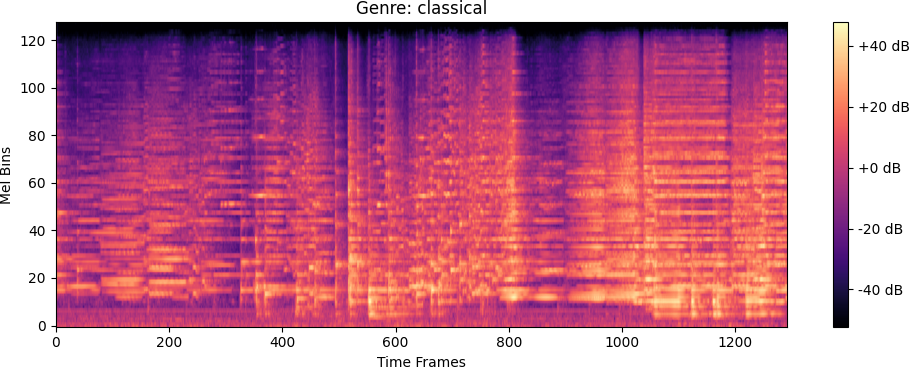 Genre: classical
120
100
80
60
40
20
0
Mel Bins
0 200 400 600 800 1000 1200
Time Frames
+40 dB
+20 dB
+0 dB
-20 dB
-40 dB